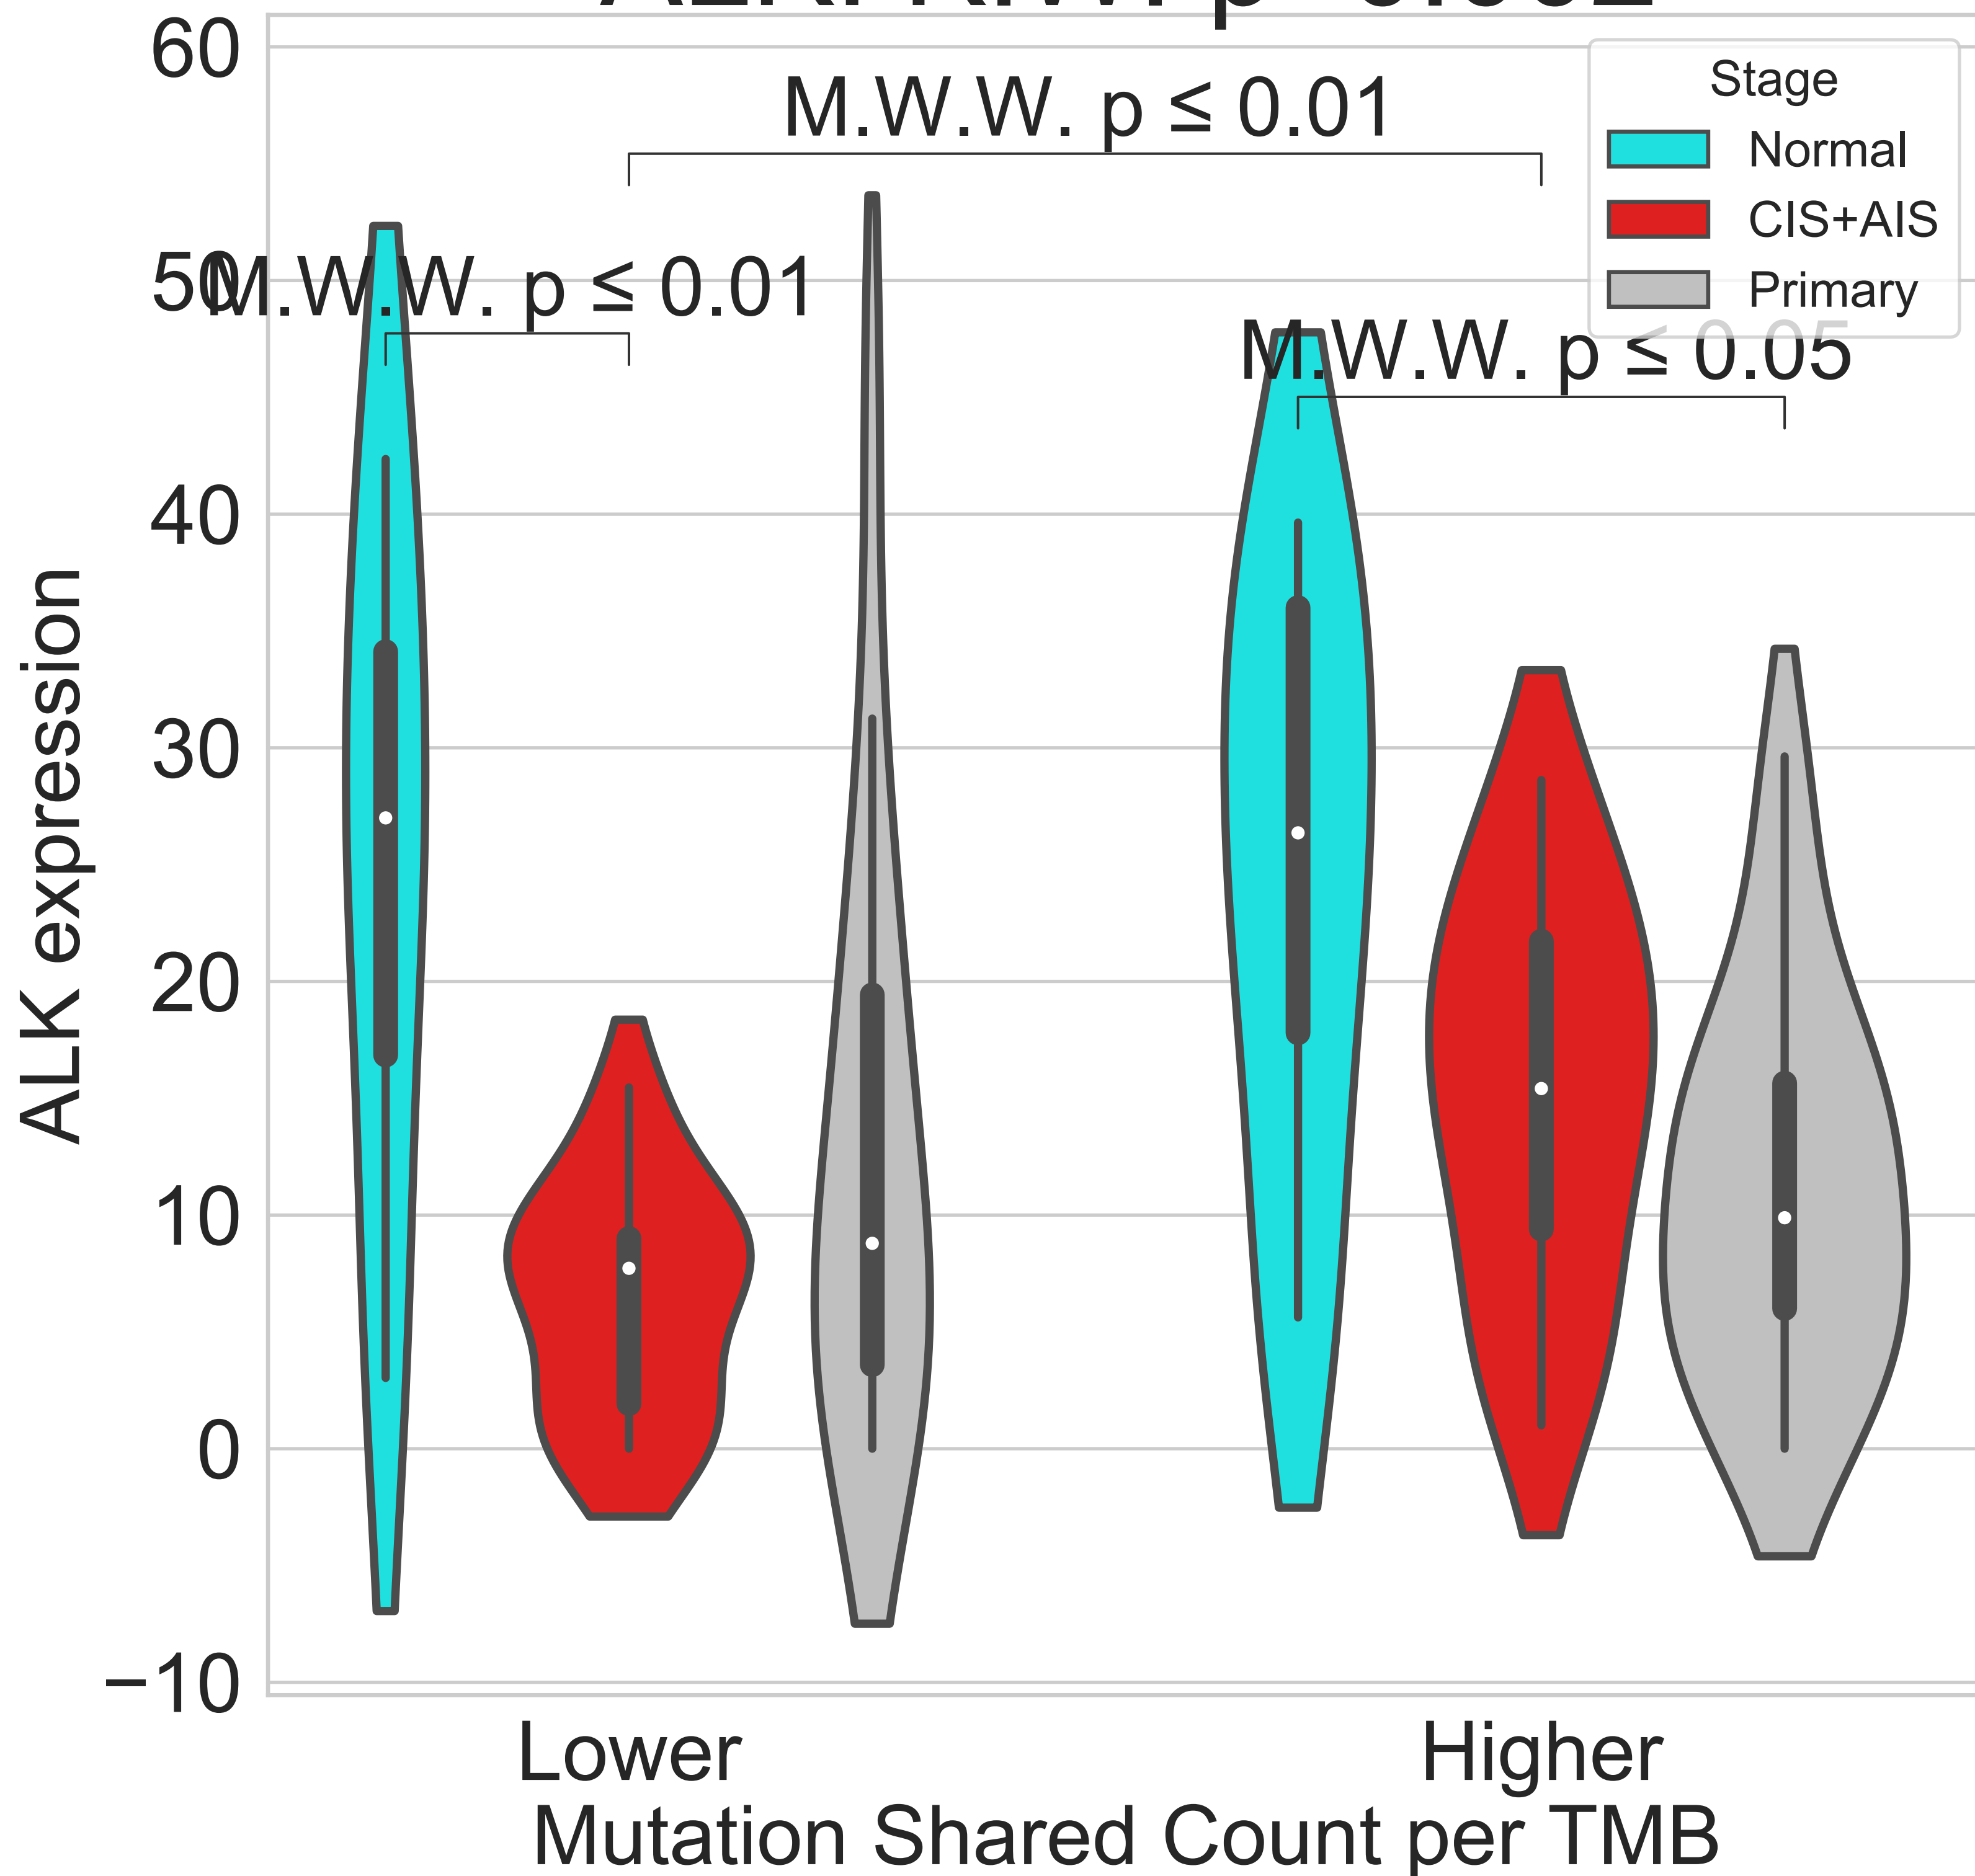 60
M.W.W. p ≤ 0.01
Stage
Normal
CIS+AIS
Primary
50
M.W.W. p ≤ 0.01
M.W.W. p ≤ 0.05
40
30
20
10
0
−10
ALK expression
Lower
Higher
Mutation Shared Count per TMB